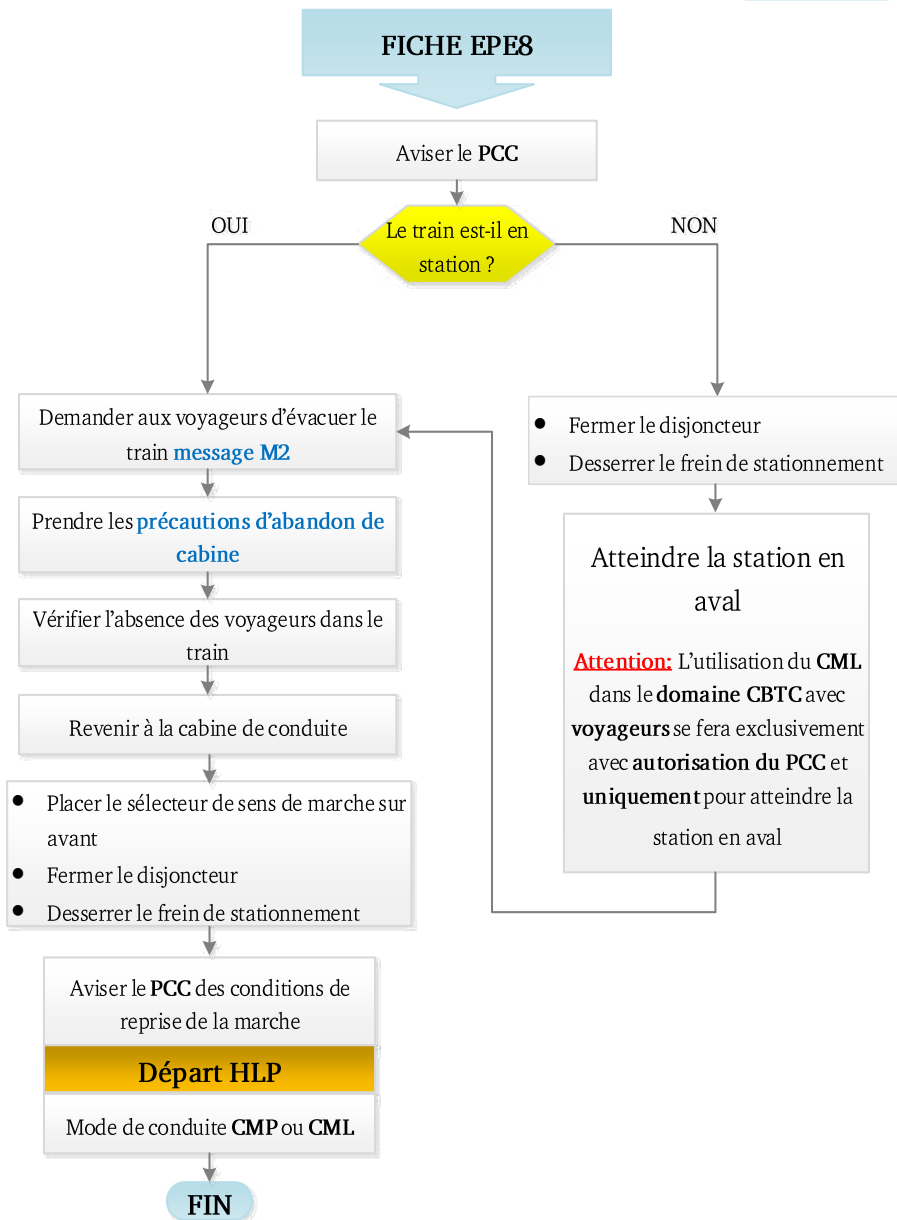 FICHE EPE8
Aviser le PCC
Le train est-il en
station ?
OUI
NON
Demander aux voyageurs d'évacuer le
train message M2
Prendre les précautions d'abandon de
cabine
Vérifier l'absence des voyageurs dans le
train
Revenir à la cabine de conduite
• Placer le sélecteur de sens de marche sur
avant
• Fermer le disjoncteur
• Desserrer le frein de stationnement
Aviser le PCC des conditions de
reprise de la marche
Départ HLP
Mode de conduite CMP ou CML
FIN
• Fermer le disjoncteur
• Desserrer le frein de stationnement
Atteindre la station en
aval
Attention: L'utilisation du CML
dans le domaine CBTC avec
voyageurs se fera exclusivement
avec autorisation du PCC et
uniquement pour atteindre la
station en aval